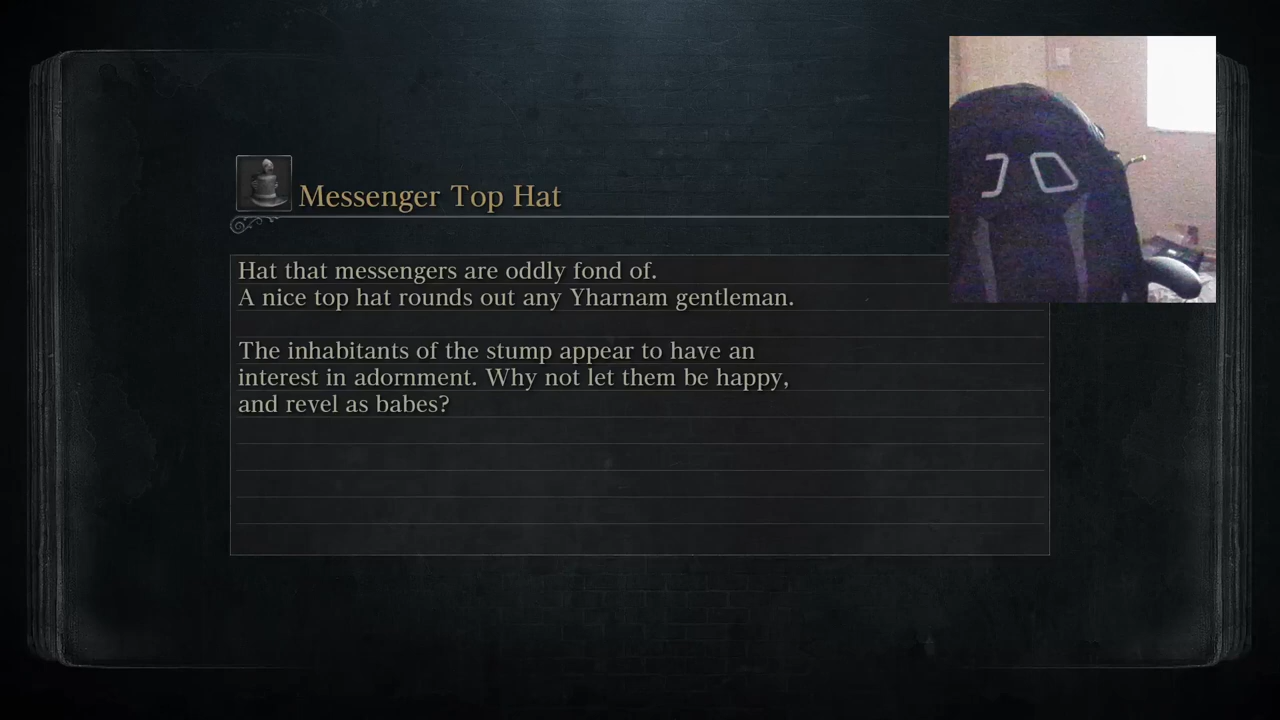 Messenger Top Hat
Hat that messengers are oddly fond of.
A nice top hat rounds out any Yharnam gentleman.
The inhabitants of the stump appear to have an
interest in adornment. Why not let them be happy,
and revel as babes?